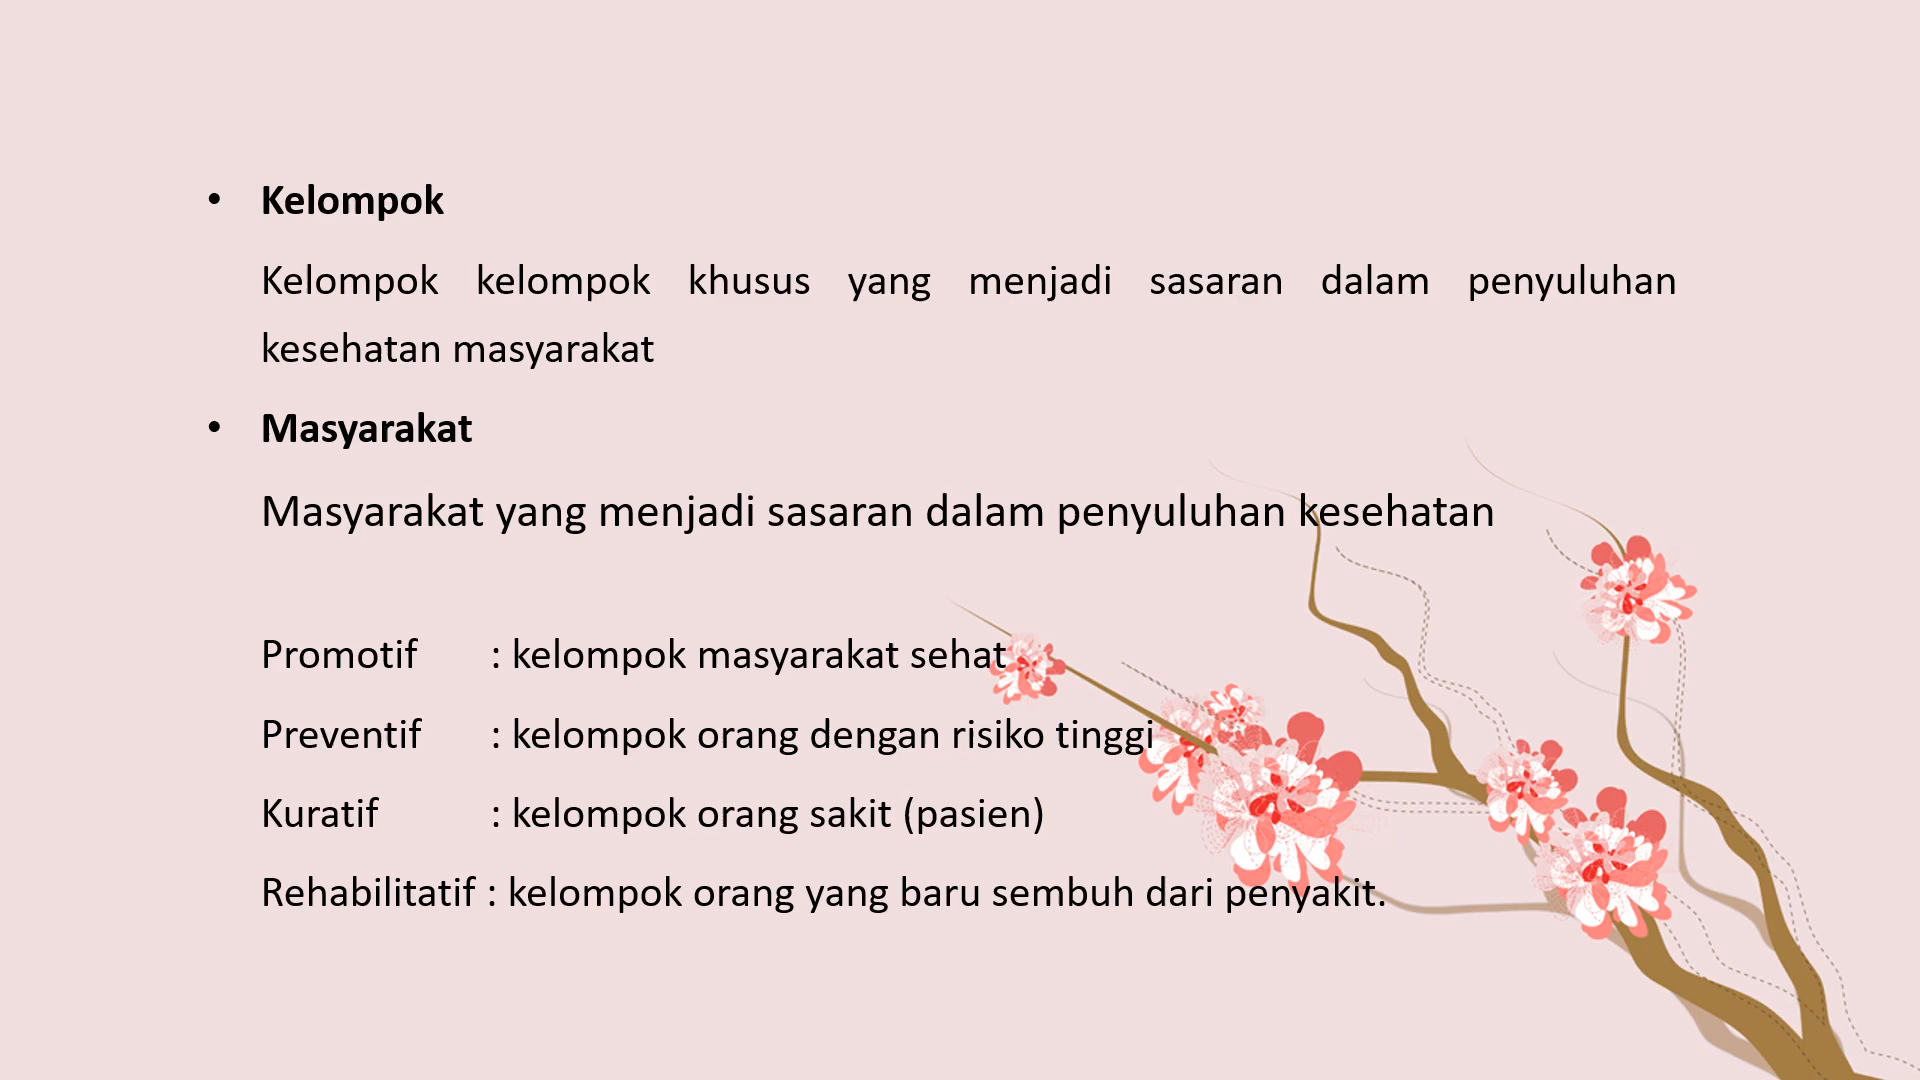 • Kelompok
Kelompok kelompok khusus yang menjadi sasaran dalam penyuluhan
kesehatan masyarakat
• Masyarakat
Masyarakat yang menjadi sasaran dalam penyuluhan kesehatan
Promotif : kelompok masyarakat sehat
Preventif : kelompok orang dengan risiko tinggi
Kuratif : kelompok orang sakit (pasien)
Rehabilitatif : kelompok orang yang baru sembuh dari penyakit.